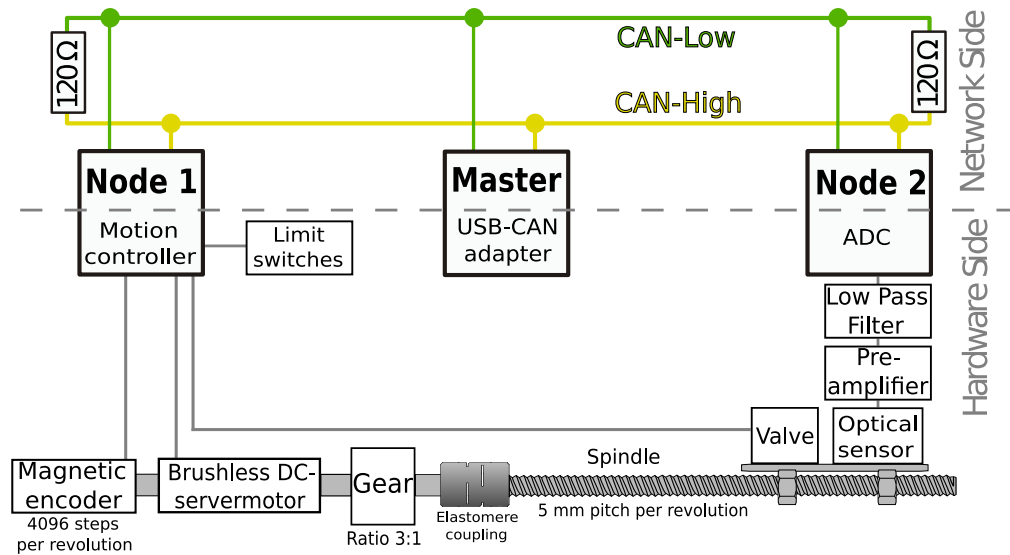 CAN-Low
120Ω
120Ω
CAN-High
Network Side
Node 1
Master
Node 2
Motion
controller
Limit
switches
USB-CAN
adapter
ADC
Hardware Side
Low Pass
Filter
Pre-
amplifier
Valve
Optical
sensor
Magnetic
encoder
Brushless DC-
servermotor
Gear
Spindle
4096 steps
per revolution
Ratio 3:1
Elastomere
coupling
5 mm pitch per revolution